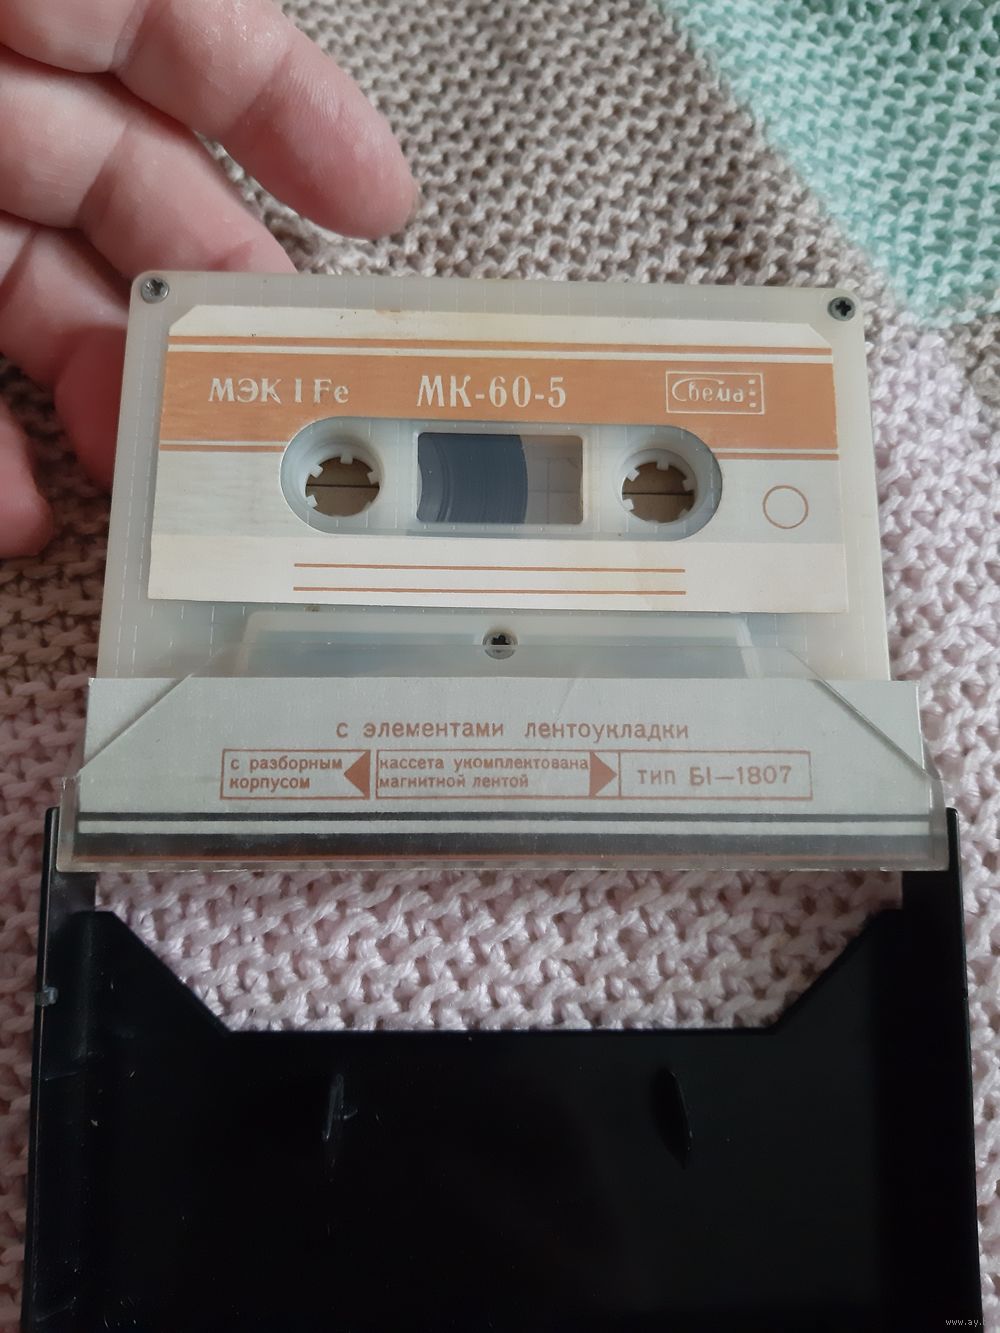 МЭК I Fe
МК-60-5
Свема
с элементами лентоукладки
с разборным
корпусом
кассета укомплектована
магнитной лентой
тип БI—1807